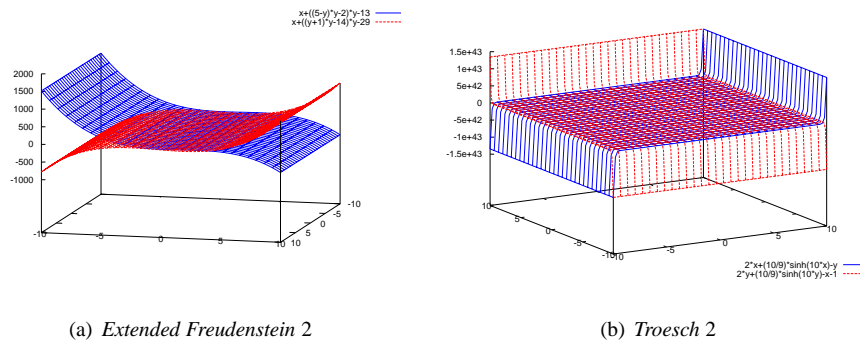 x+((5-y)*y-2)*y-13
x+((y+1)*y-14)*y-29
2000
1500
1000
500
0
-500
-1000
-10
-5
0
5
10
10
5
0
-5
-10
(a) Extended Freudenstein 2
1.5e+43
1e+43
5e+42
0
-5e+42
-1e+43
-1.5e+43
10
5
0
-5
-10
-10
-5
0
5
10
2*x+(10/9)*sinh(10*x)-y
2*y+(10/9)*sinh(10*y)-x-1
(b) Troesch 2